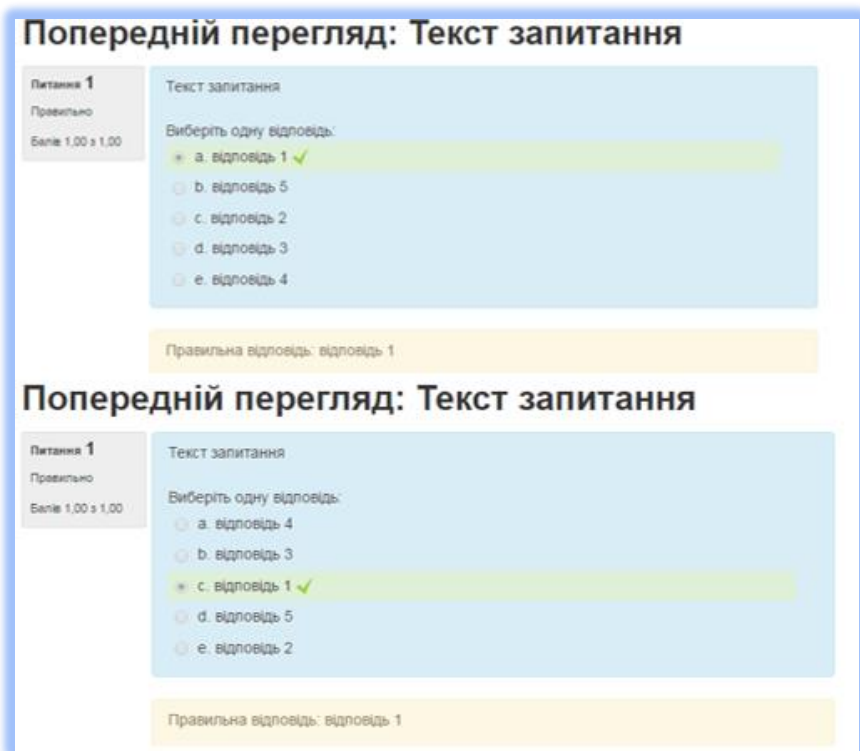 Попередній перегляд: Текст запитання
Питання 1
Правильно
Балів 1,00 з 1,00
Текст запитання
Виберіть одну відповідь:
a. відповідь 1
b. відповідь 5
c. відповідь 2
d. відповідь 3
e. відповідь 4
Правильна відповідь: відповідь 1
Попередній перегляд: Текст запитання
Питання 1
Правильно
Балів 1,00 з 1,00
Текст запитання
Виберіть одну відповідь:
a. відповідь 4
b. відповідь 3
c. відповідь 1
d. відповідь 5
e. відповідь 2
Правильна відповідь: відповідь 1